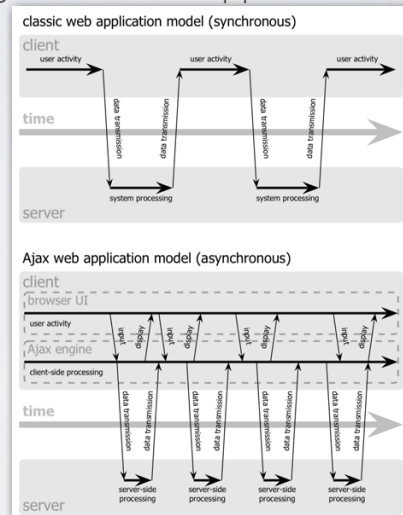 classic web application model (synchronous)
client
user activity
user activity
user activity
data transmission
data transmission
data transmission
data transmission
time
system processing
system processing
server
Ajax web application model (asynchronous)
client
browser UI
user activity
input
display
input
display
input
display
input
display
Ajax engine
client-side processing
data transmission
data transmission
data transmission
data transmission
data transmission
data transmission
data transmission
data transmission
time
server-side
processing
server-side
processing
server-side
processing
server-side
processing
server